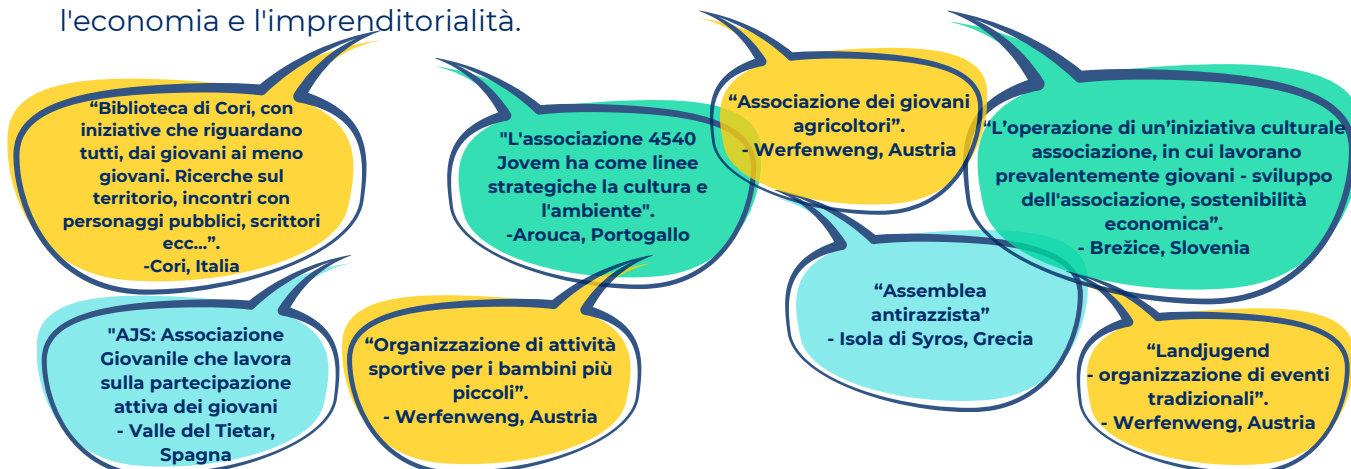 l'economia e l'imprenditorialità.
“Biblioteca di Cori, con
iniziative che riguardano
tutti, dai giovani ai meno
giovani. Ricerche sul
territorio, incontri con
personaggi pubblici, scrittori
ecc...”.
-Cori, Italia
"L'associazione 4540
Jovem ha come linee
strategiche la cultura e
l'ambiente".
-Arouca, Portogallo
“Associazione dei giovani
agricoltori”.
- Werfenweng, Austria
“L’operazione di un’iniziativa culturale
associazione, in cui lavorano
prevalentemente giovani - sviluppo
dell'associazione, sostenibilità
economica”.
- Brežice, Slovenia
"AJS: Associazione
Giovanile che lavora
sulla partecipazione
attiva dei giovani
- Valle del Tietar,
Spagna
“Organizzazione di attività
sportive per i bambini più
piccoli”.
- Werfenweng, Austria
“Assemblea
antirazzista”
- Isola di Syros, Grecia
“Landjugend
- organizzazione di eventi
tradizionali”.
- Werfenweng, Austria